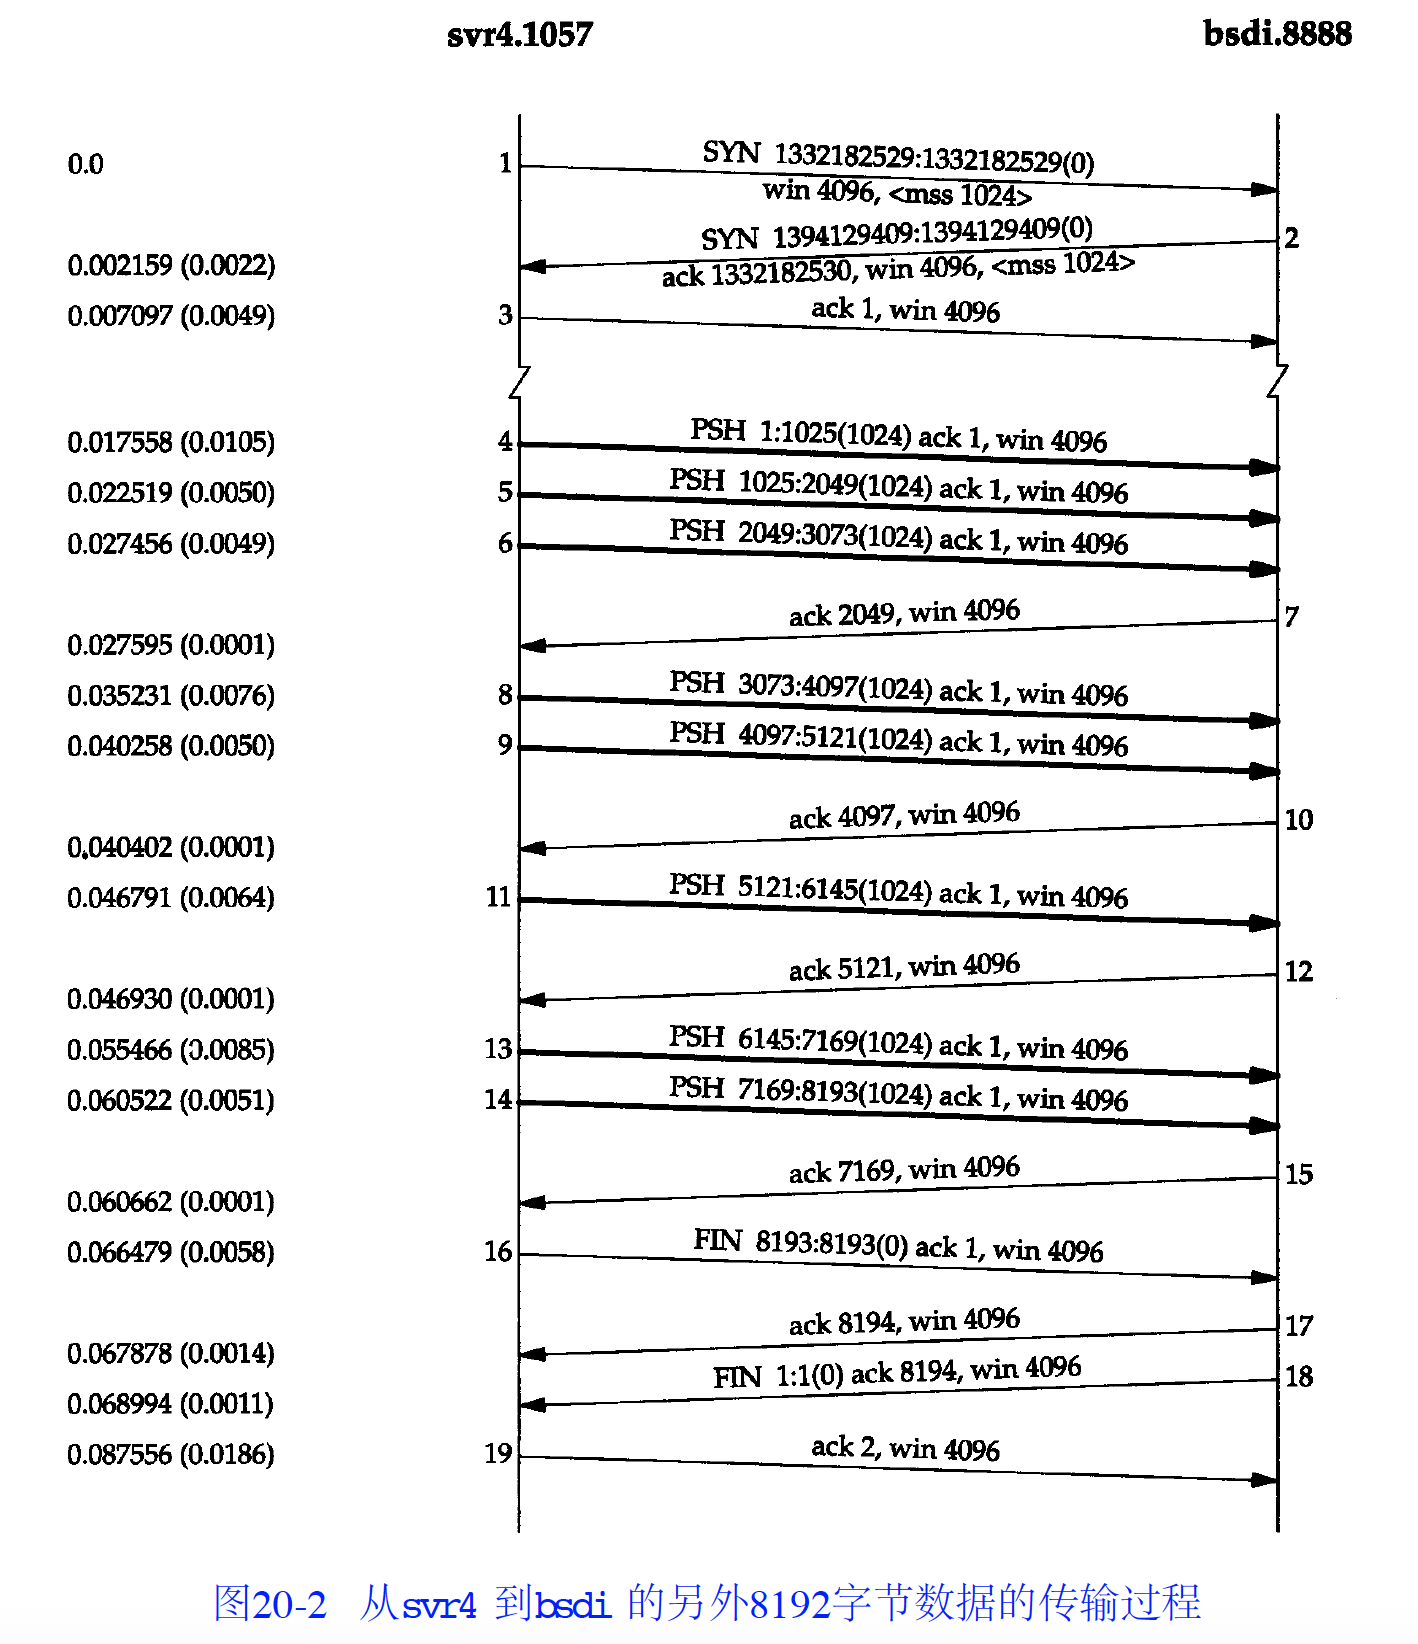 svr4.1057 bsdi.8888
0.0 1 SYN 1332182529:1332182529(0)
win 4096, <mss 1024>
SYN 1394129409:1394129409(0) 2
0.002159 (0.0022) ack 1332182530, win 4096, <mss 1024>
0.007097 (0.0049) 3 ack 1, win 4096
0.017558 (0.0105) 4 PSH 1:1025(1024) ack 1, win 4096
0.022519 (0.0050) 5 PSH 1025:2049(1024) ack 1, win 4096
0.027456 (0.0049) 6 PSH 2049:3073(1024) ack 1, win 4096
ack 2049, win 4096 7
0.027595 (0.0001)
0.035231 (0.0076) 8 PSH 3073:4097(1024) ack 1, win 4096
0.040258 (0.0050) 9 PSH 4097:5121(1024) ack 1, win 4096
ack 4097, win 4096 10
0.040402 (0.0001)
0.046791 (0.0064) 11 PSH 5121:6145(1024) ack 1, win 4096
ack 5121, win 4096 12
0.046930 (0.0001)
0.055466 (0.0085) 13 PSH 6145:7169(1024) ack 1, win 4096
0.060522 (0.0051) 14 PSH 7169:8193(1024) ack 1, win 4096
ack 7169, win 4096 15
0.060662 (0.0001)
0.066479 (0.0058) 16 FIN 8193:8193(0) ack 1, win 4096
ack 8194, win 4096 17
0.067878 (0.0014)
FIN 1:1(0) ack 8194, win 4096 18
0.068994 (0.0011)
0.087556 (0.0186) 19 ack 2, win 4096
图20-2 从svr4 到bsdi 的另外8192字节数据的传输过程